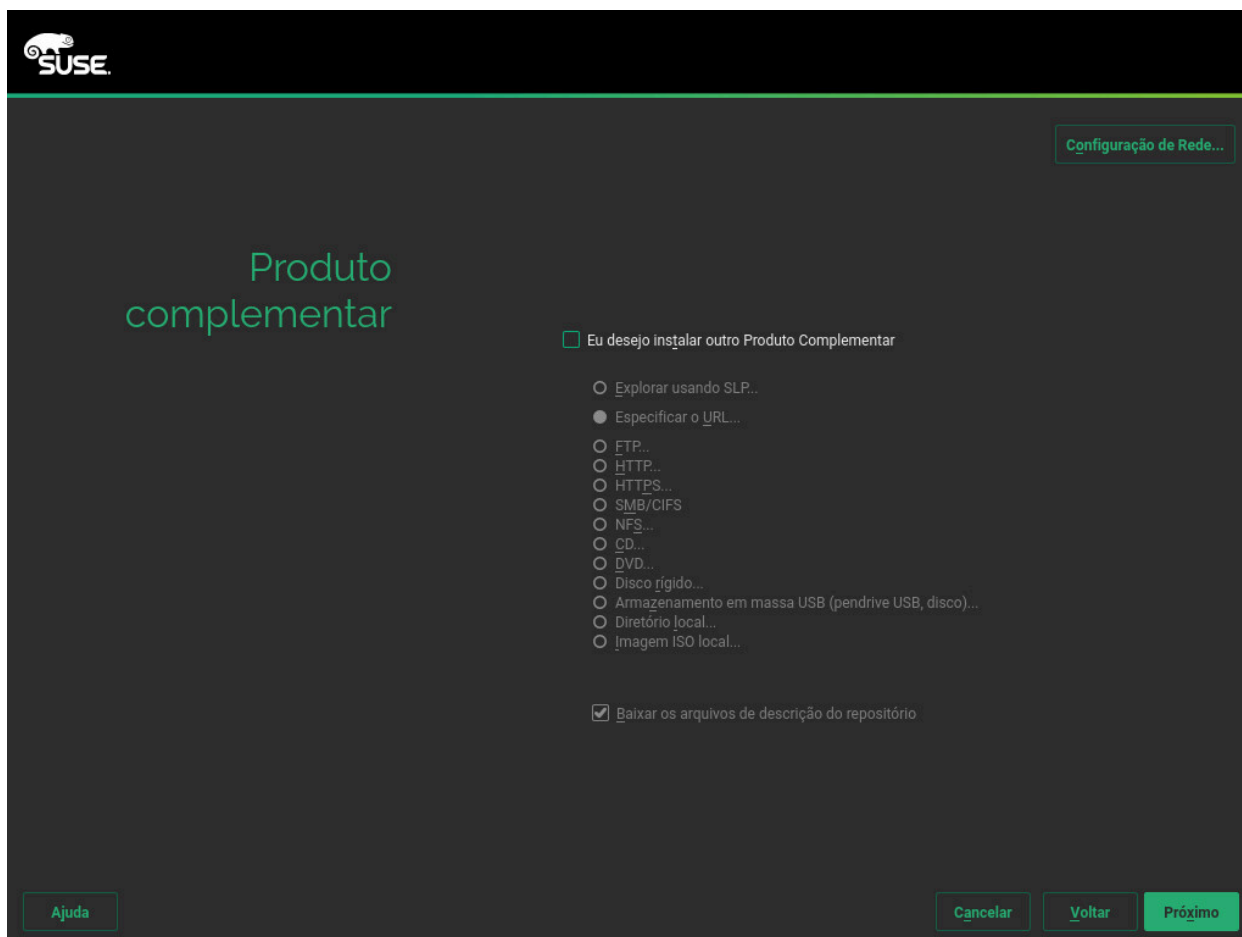 SUSE.
Configuração de Rede...
Produto
complementar
Eu desejo instalar outro Produto Complementar
Explorar usando SLP...
Especificar o URL...
FTP...
HTTP...
HTTPS...
SMB/CIFS
NFS...
CD...
DVD...
Disco rígido...
Armazenamento em massa USB (pendrive USB, disco)...
Diretório local...
Imagem ISO local...
Baixar os arquivos de descrição do repositório
Ajuda
Cancelar
Voltar
Próximo